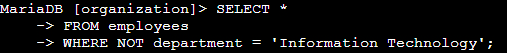 MariaDB [organization]> SELECT *
    -> FROM employees
    -> WHERE NOT department = 'Information Technology';